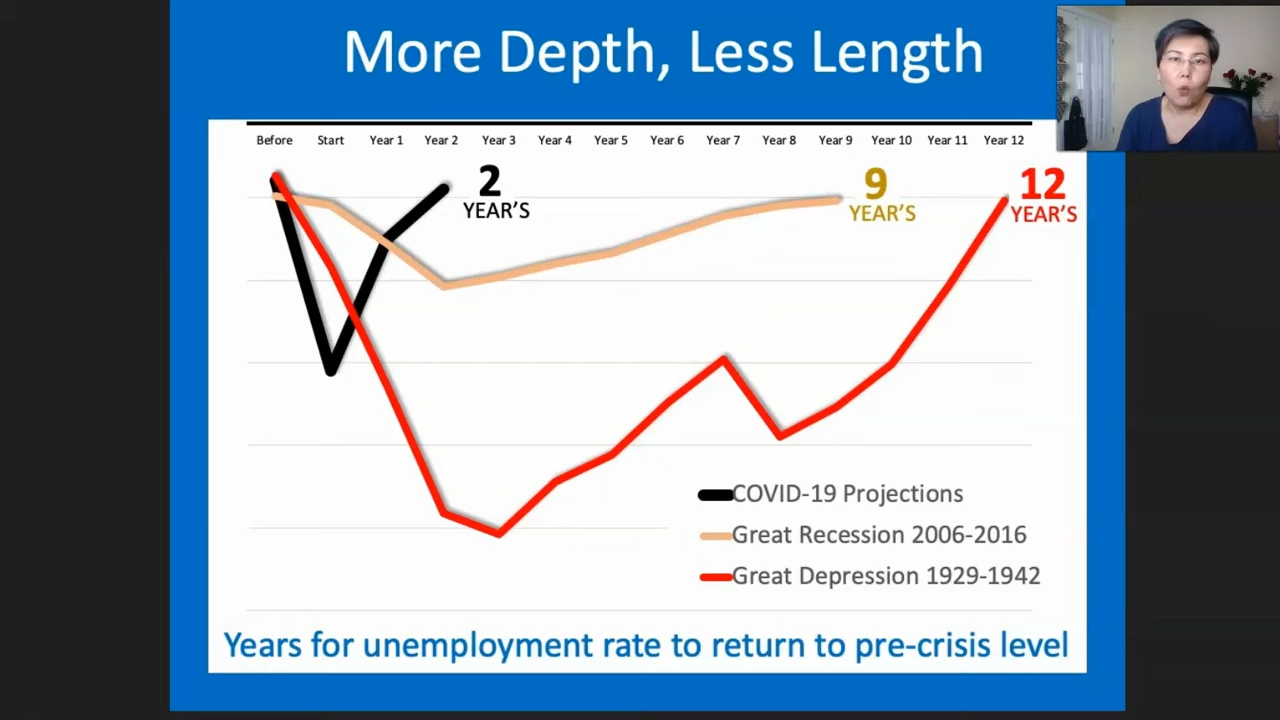 More Depth, Less Length
Before Start Year 1 Year 2 Year 3 Year 4 Year 5 Year 6 Year 7 Year 8 Year 9 Year 10 Year 11 Year 12
2
YEAR'S
9
YEAR'S
12
YEAR'S
COVID-19 Projections
Great Recession 2006-2016
Great Depression 1929-1942
Years for unemployment rate to return to pre-crisis level